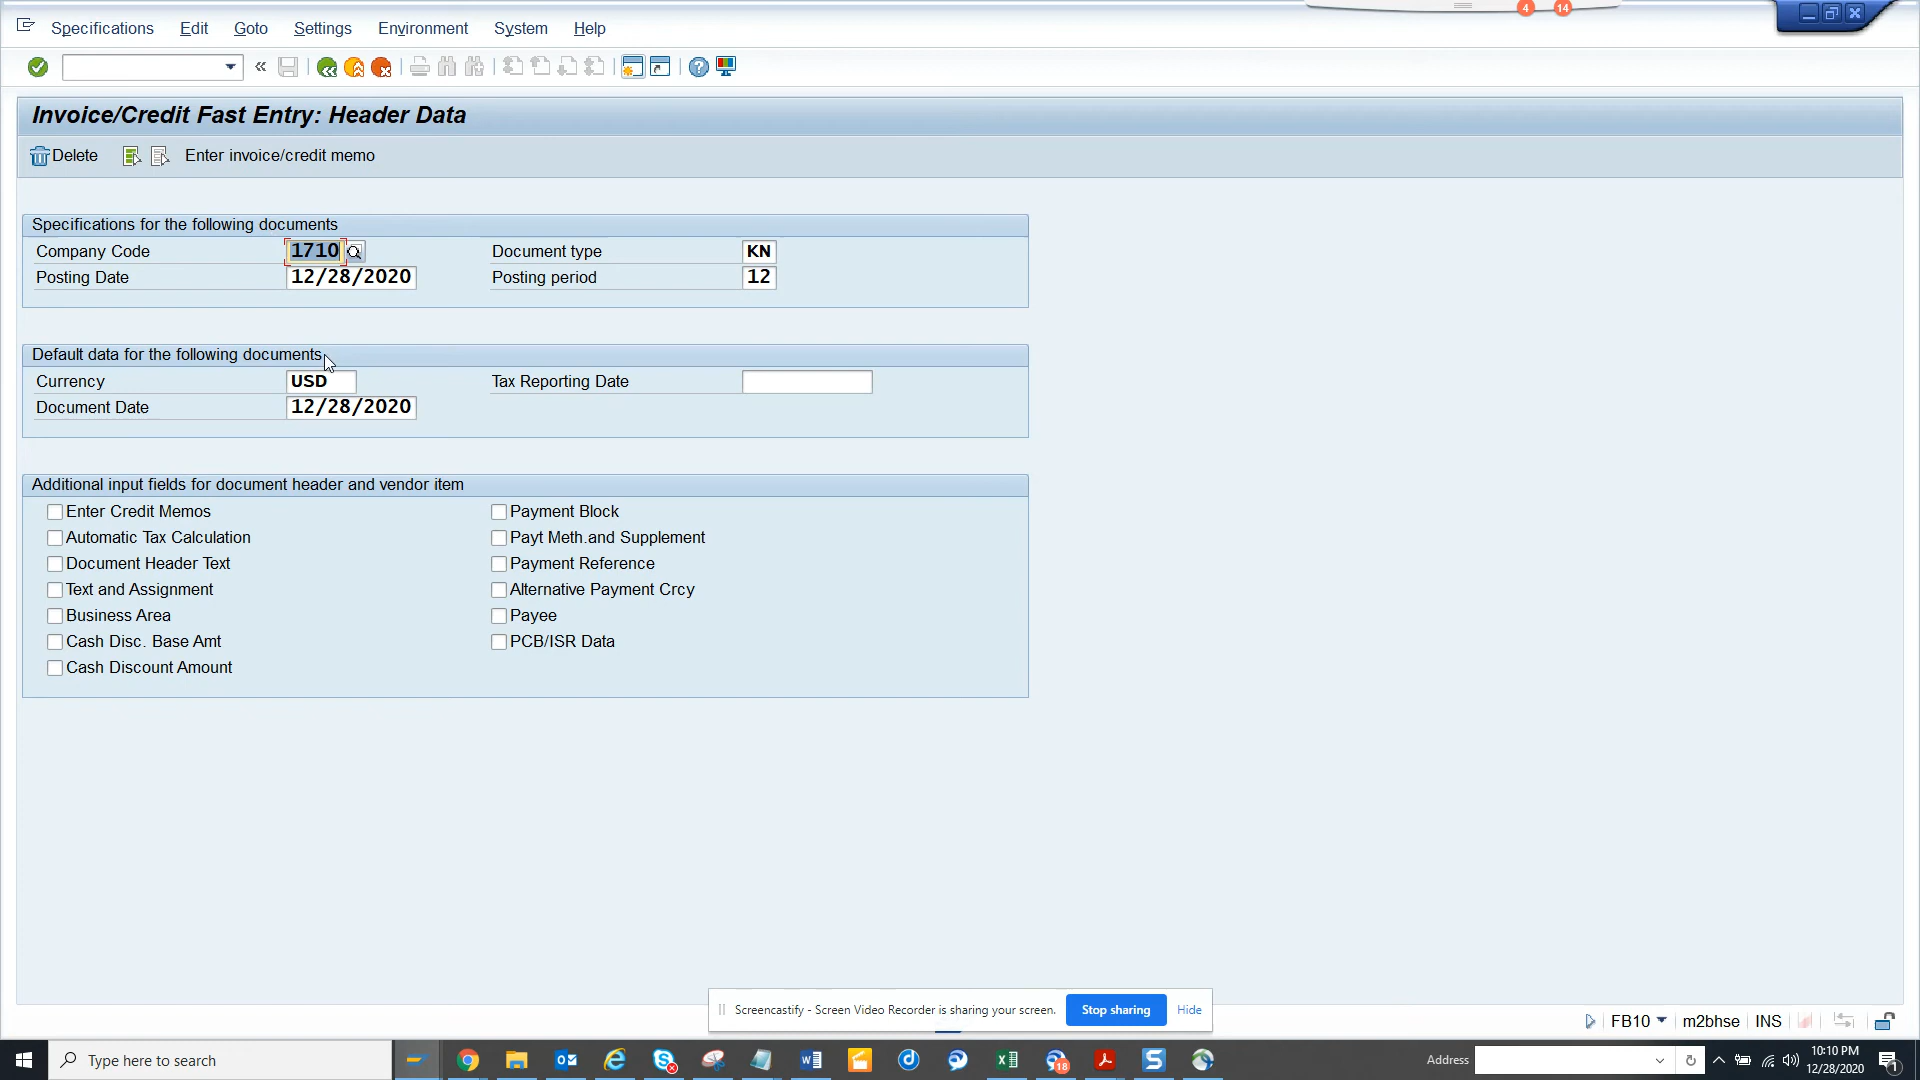 4 14
Specifications Edit Goto Settings Environment System Help
Invoice/Credit Fast Entry: Header Data
Delete Enter invoice/credit memo
Specifications for the following documents
Company Code 1710 Document type KN
Posting Date 12/28/2020 Posting period 12
Default data for the following documents
Currency USD Tax Reporting Date
Document Date 12/28/2020
Additional input fields for document header and vendor item
Enter Credit Memos Payment Block
Automatic Tax Calculation Payt Meth.and Supplement
Document Header Text Payment Reference
Text and Assignment Alternative Payment Crcy
Business Area Payee
Cash Disc. Base Amt PCB/ISR Data
Cash Discount Amount
Screencastify - Screen Video Recorder is sharing your screen. Stop sharing Hide
FB10 m2bhse INS
Type here to search 18 Address 10:10 PM
12/28/2020 1